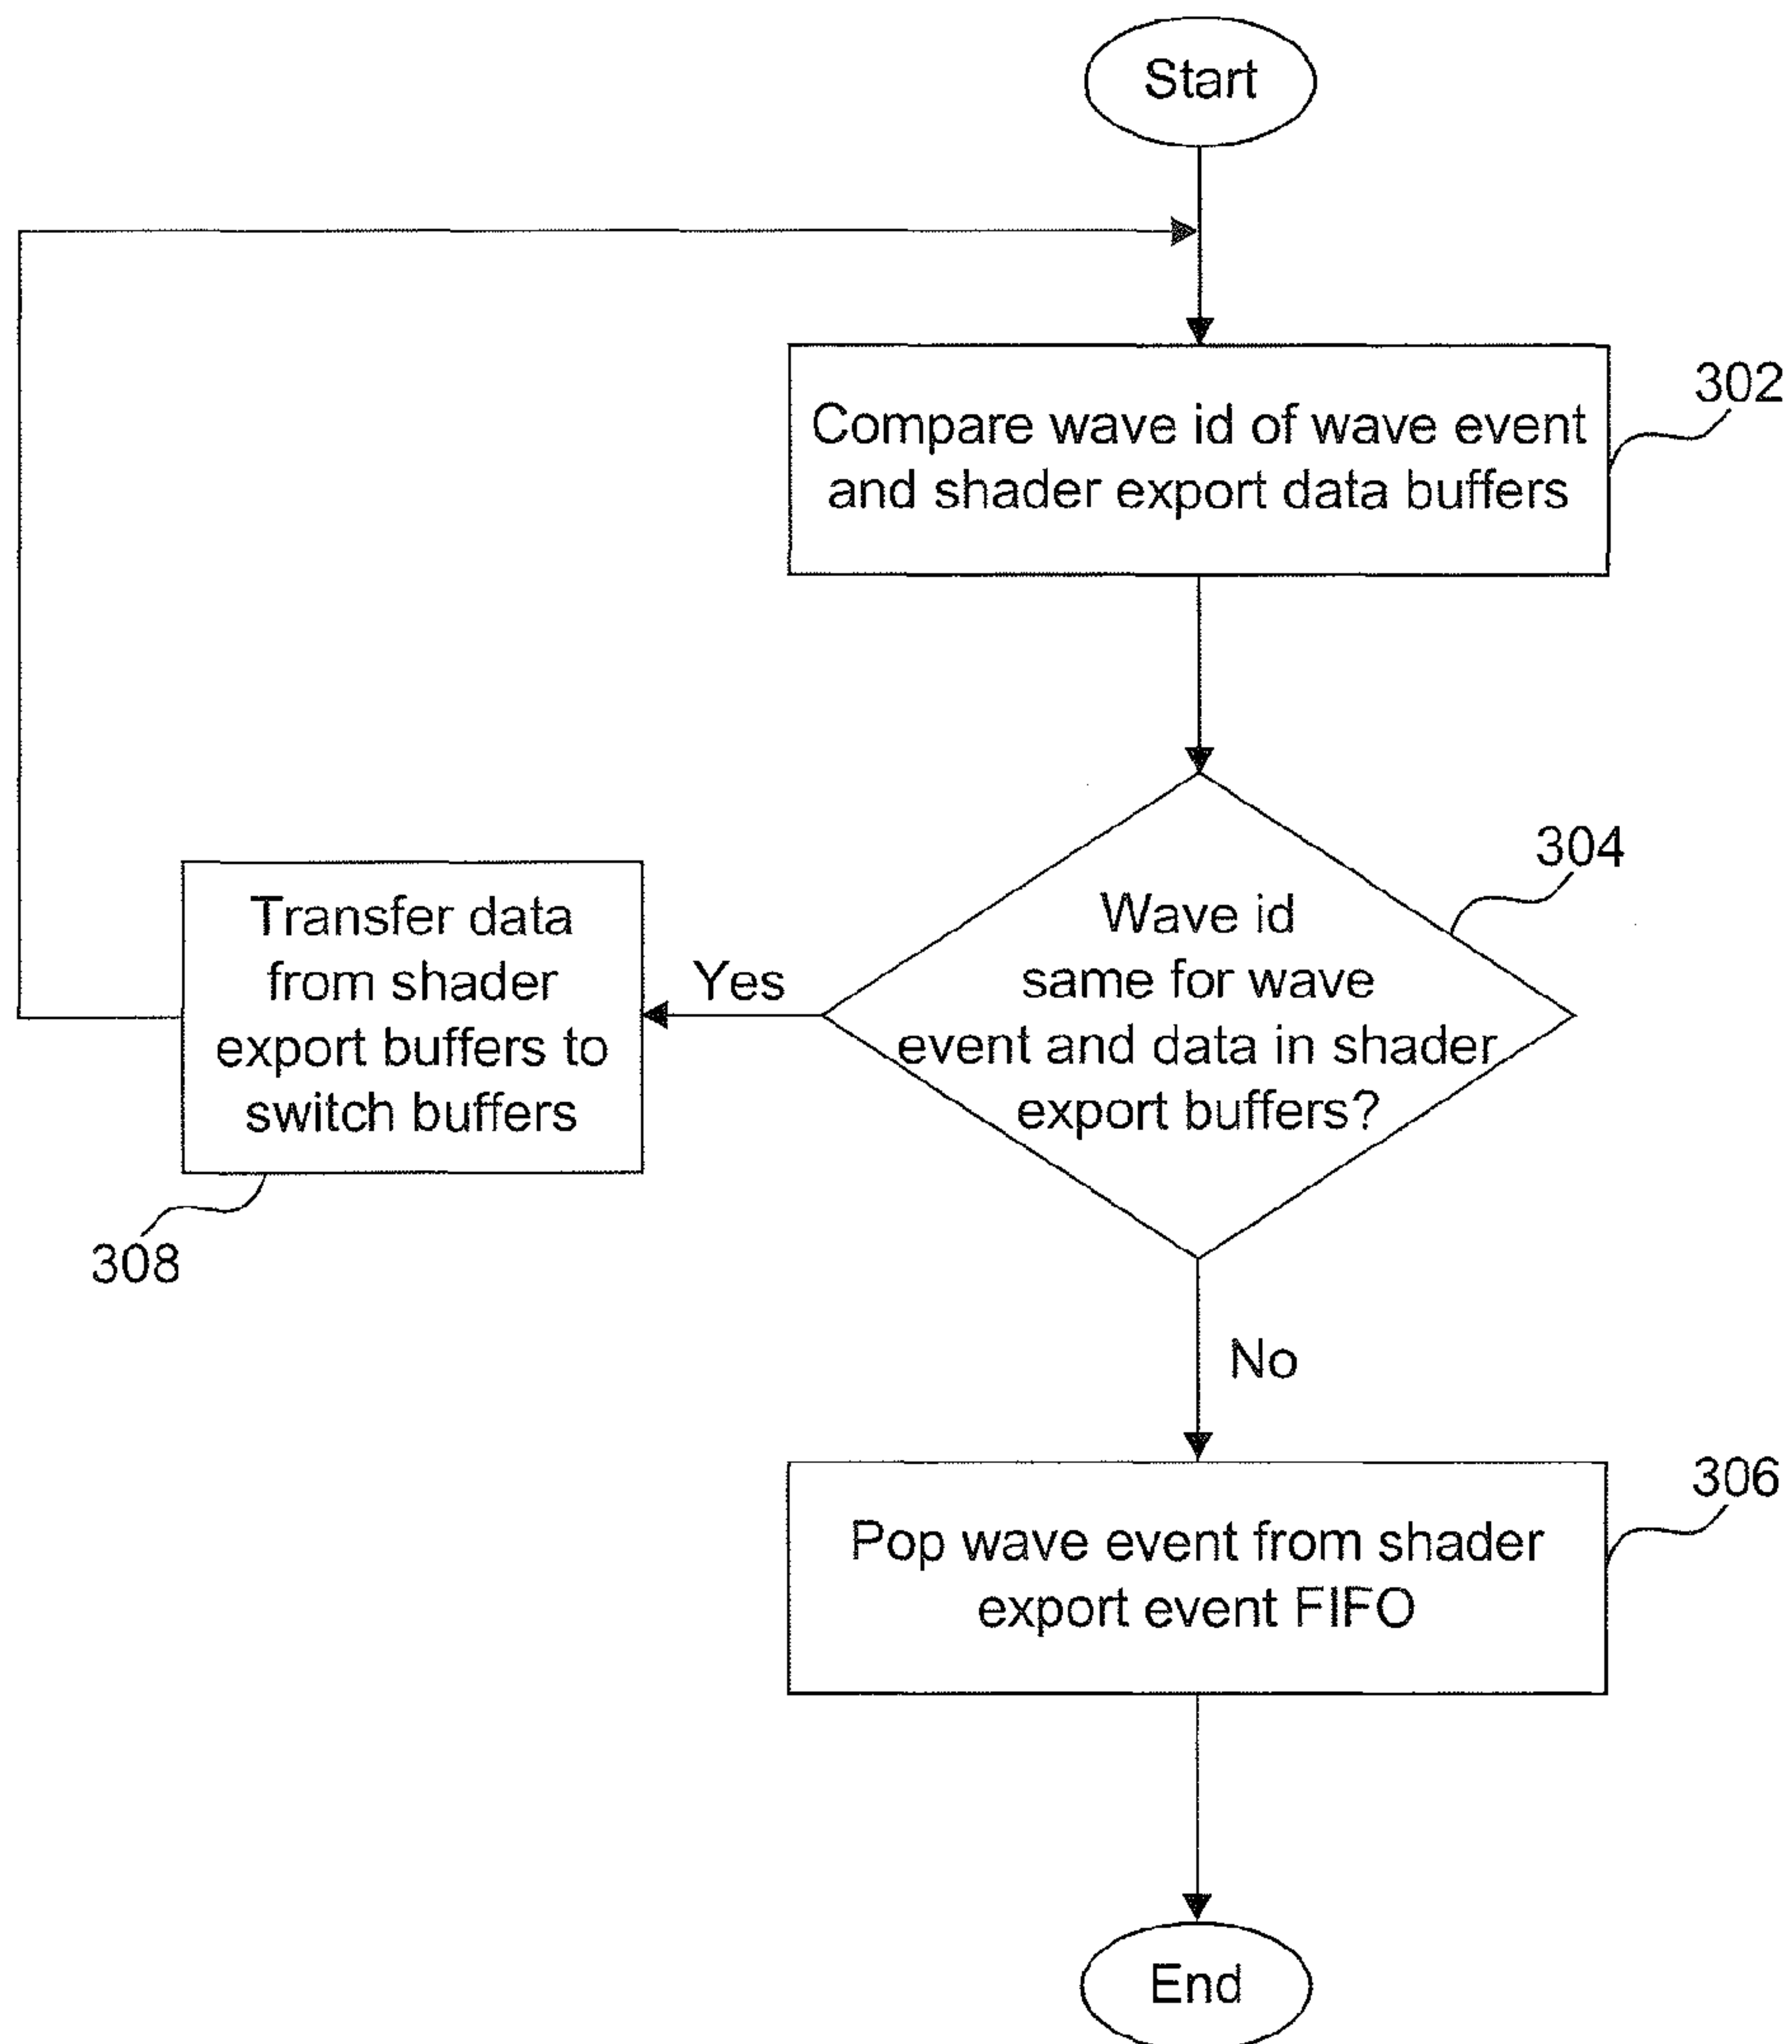 Start
302
Compare wave id of wave event
and shader export data buffers
304
Wave id
same for wave
event and data in shader
export buffers?
Yes
Transfer data
from shader
export buffers to
switch buffers
308
No
306
Pop wave event from shader
export event FIFO
End